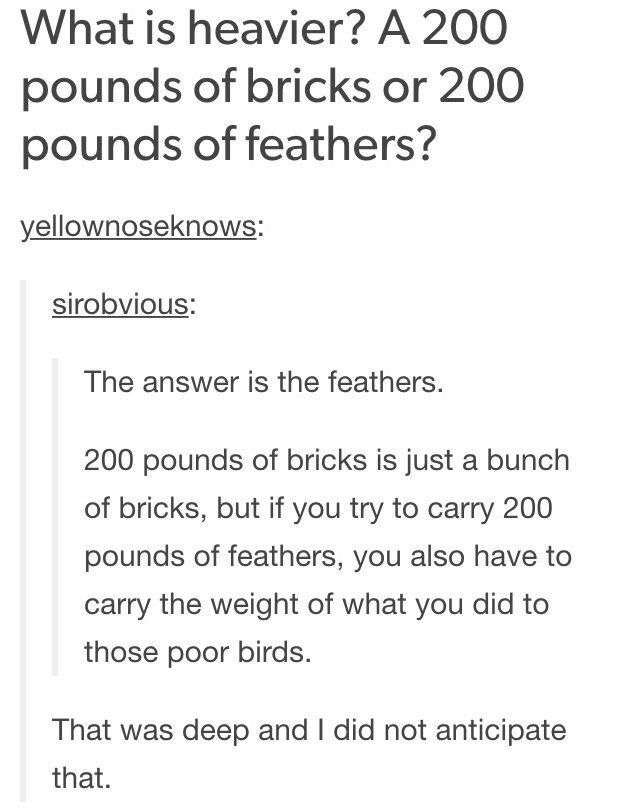 What is heavier? A 200
pounds of bricks or 200
pounds of feathers?
yellownoseknows:
sirobvious:
The answer is the feathers.
200 pounds of bricks is just a bunch
of bricks, but if you try to carry 200
pounds of feathers, you also have to
carry the weight of what you did to
those poor birds.
That was deep and I did not anticipate
that.